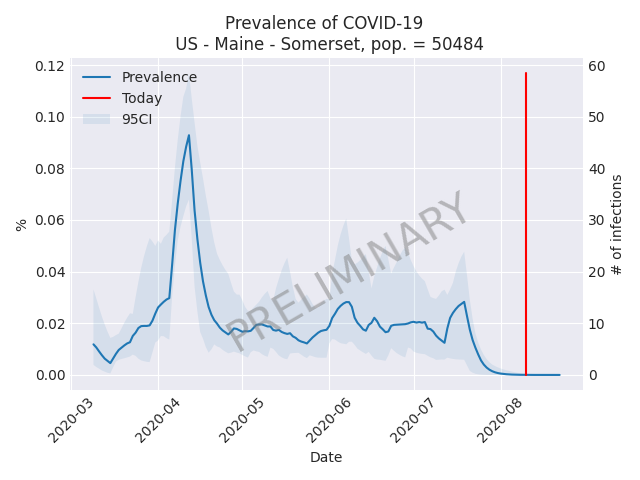 Prevalence of COVID-19
US - Maine - Somerset, pop. = 50484
Prevalence
Today
95CI
PRELIMINARY
%
0.12
0.10
0.08
0.06
0.04
0.02
0.00
60
50
40
30
20
10
0
# of infections
2020-03
2020-04
2020-05
2020-06
2020-07
2020-08
Date